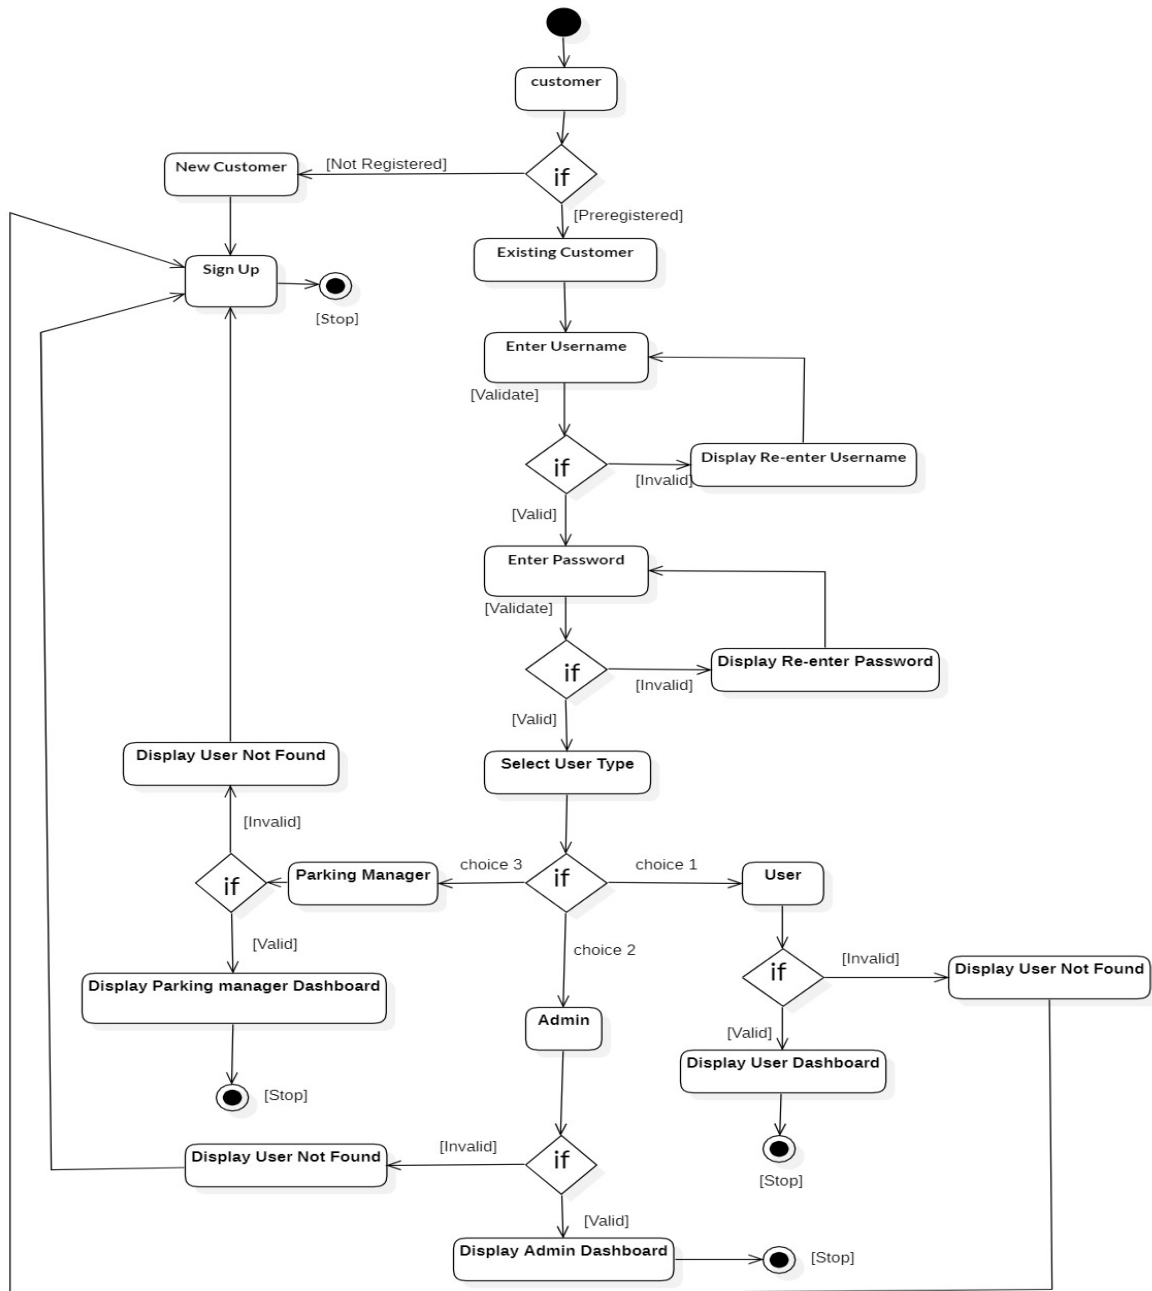 customer
New Customer
[Not Registered]
if
[Preregistered]
Existing Customer
Sign Up
[Stop]
Enter Username
[Validate]
if
[Invalid]
Display Re-enter Username
[Valid]
Enter Password
[Validate]
if
[Invalid]
Display Re-enter Password
[Valid]
Display User Not Found
Select User Type
[Invalid]
if
Parking Manager
choice 3
if
choice 1
User
[Valid]
choice 2
if
[Invalid]
Display User Not Found
Display Parking manager Dashboard
Admin
[Valid]
Display User Dashboard
[Stop]
Display User Not Found
[Invalid]
if
[Stop]
[Valid]
Display Admin Dashboard
[Stop]